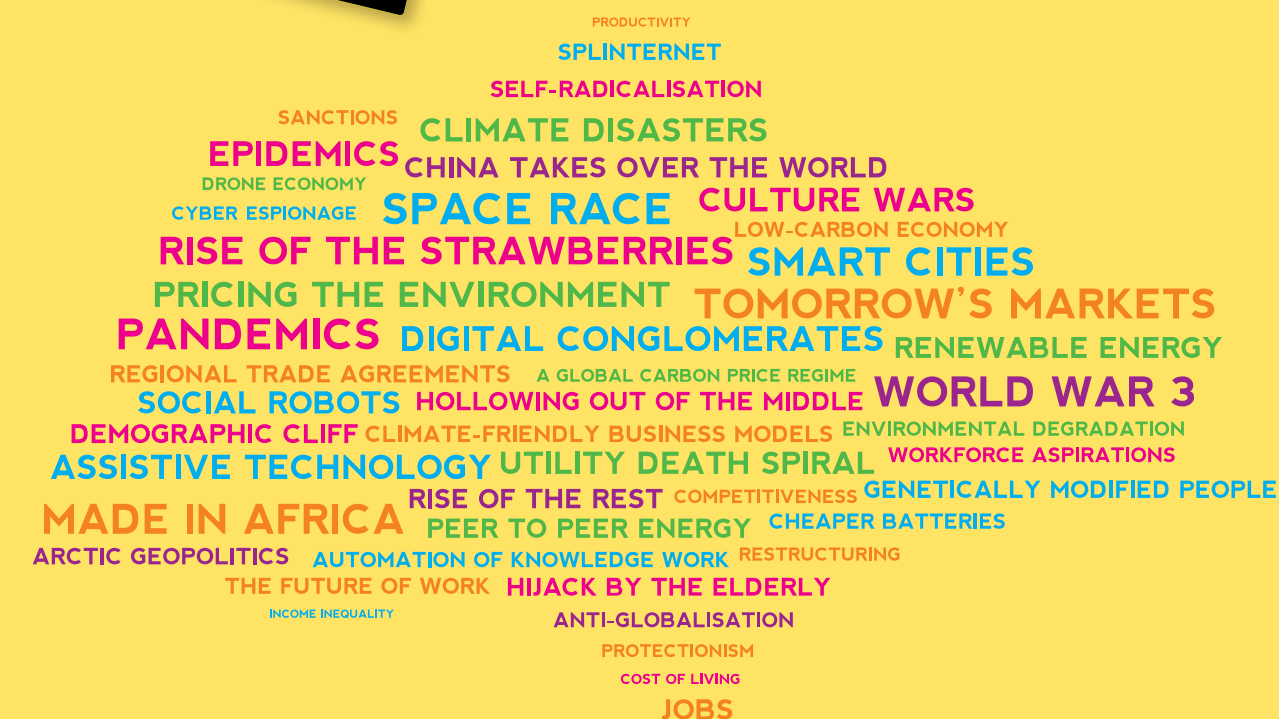 PRODUCTIVITY
SPLINTERNET
SELF-RADICALISATION
SANCTIONS
CLIMATE DISASTERS
EPIDEMICS
CHINA TAKES OVER THE WORLD
DRONE ECONOMY
SPACE RACE
CULTURE WARS
CYBER ESPIONAGE
LOW-CARBON ECONOMY
RISE OF THE STRAWBERRIES
SMART CITIES
PRICING THE ENVIRONMENT
TOMORROW'S MARKETS
PANDEMICS
DIGITAL CONGLOMERATES
RENEWABLE ENERGY
REGIONAL TRADE AGREEMENTS
A GLOBAL CARBON PRICE REGIME
WORLD WAR 3
SOCIAL ROBOTS
HOLLOWING OUT OF THE MIDDLE
DEMOGRAPHIC CLIFF
CLIMATE-FRIENDLY BUSINESS MODELS
ENVIRONMENTAL DEGRADATION
ASSISTIVE TECHNOLOGY
UTILITY DEATH SPIRAL
WORKFORCE ASPIRATIONS
RISE OF THE REST
COMPETITIVENESS
GENETICALLY MODIFIED PEOPLE
MADE IN AFRICA
PEER TO PEER ENERGY
CHEAPER BATTERIES
ARCTIC GEOPOLITICS
AUTOMATION OF KNOWLEDGE WORK
RESTRUCTURING
THE FUTURE OF WORK
HIJACK BY THE ELDERLY
INCOME INEQUALITY
ANTI-GLOBALISATION
PROTECTIONISM
COST OF LIVING
JOBS